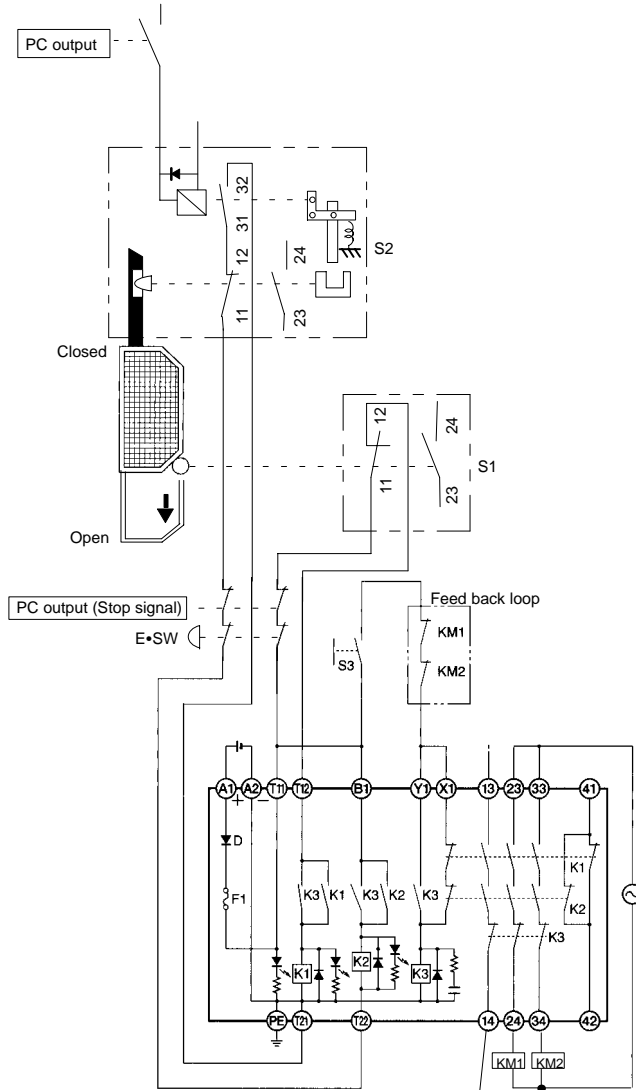 PC output
32
31
12
24
S2
11
23
Closed
12
24
S1
11
23
Open
PC output (Stop signal)
Feed back loop
E•SW
KM1
S3
KM2
A1 A2 T11 T12 B1 Y1 X1 13 23 33 41
+ −
D
K1
K3 K1 K3 K2 K3
F1
K2
K3
K1 K2 K3
PE T21 T22 14 24 34 42
KM1 KM2